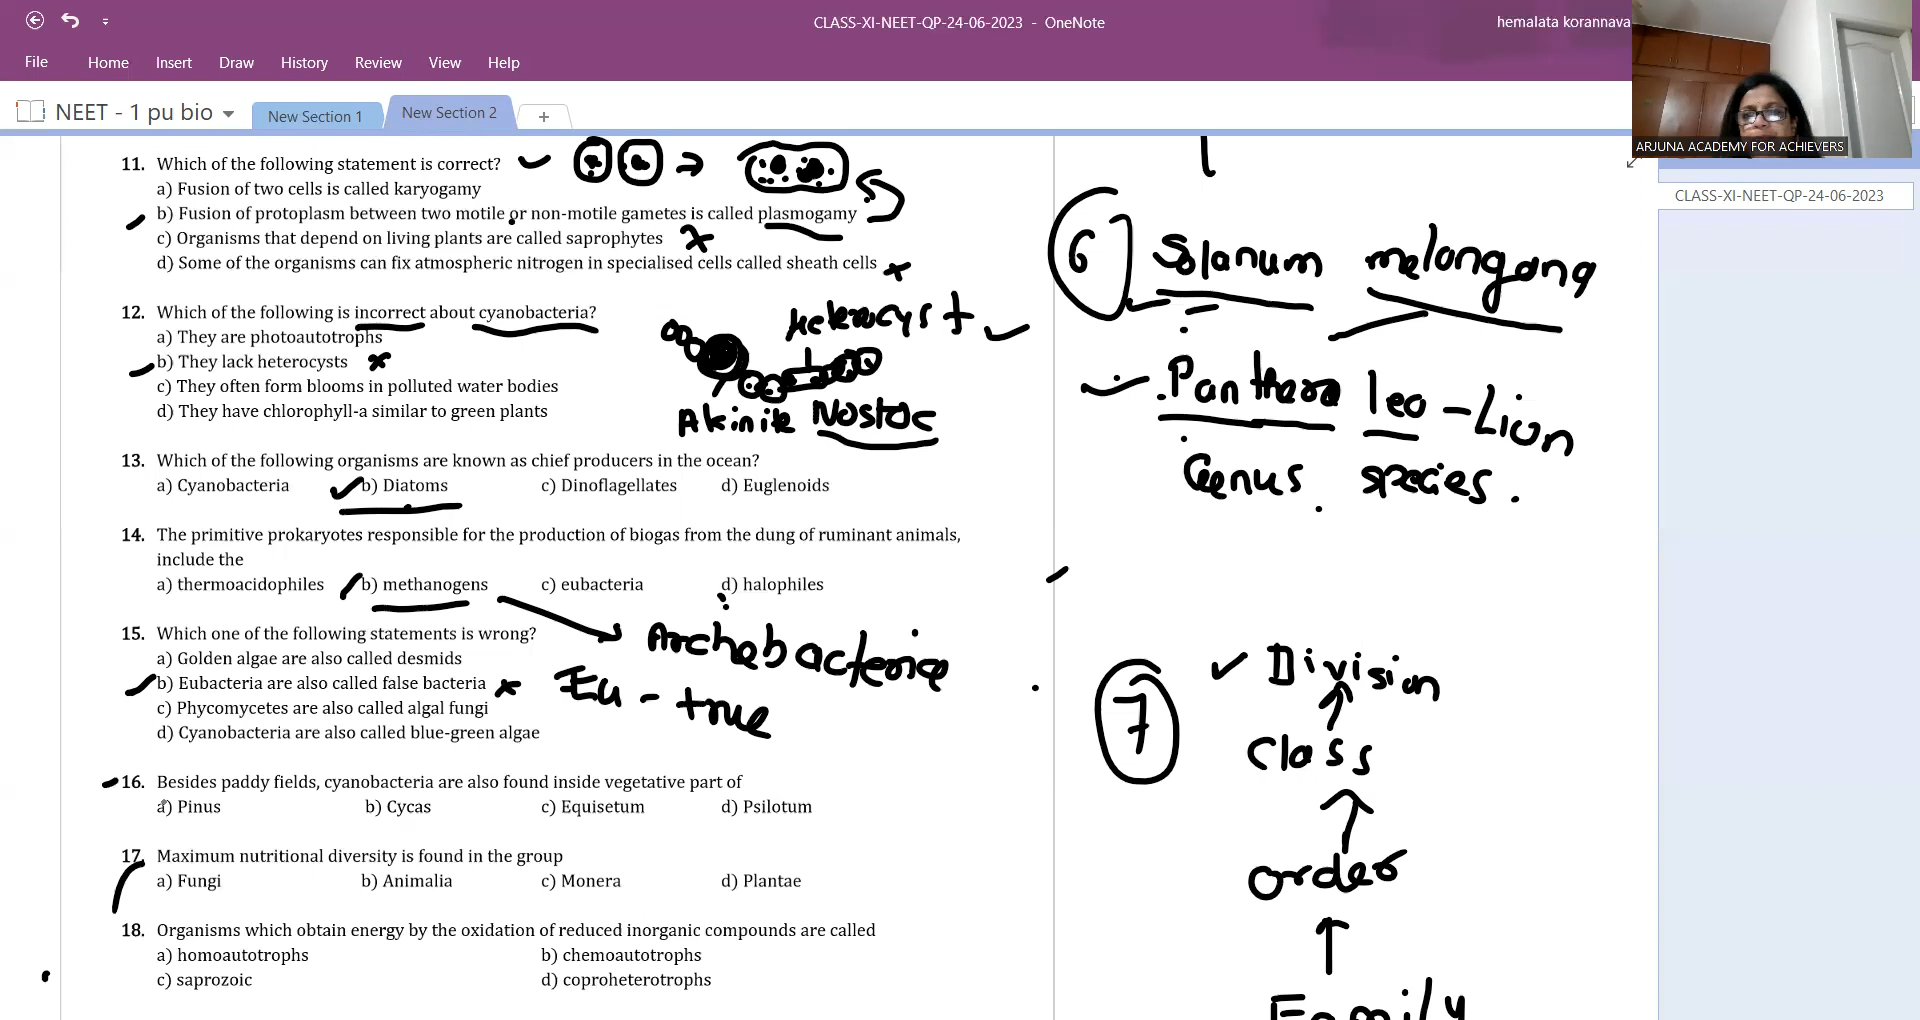 CLASS-XI-NEET-QP-24-06-2023 - OneNote
hemalata korannava
File Home Insert Draw History Review View Help
ARJUNA ACADEMY FOR ACHIEVERS
NEET - 1 pu bio
New Section 1
New Section 2
+
CLASS-XI-NEET-QP-24-06-2023
11. Which of the following statement is correct?
a) Fusion of two cells is called karyogamy
b) Fusion of protoplasm between two motile or non-motile gametes is called plasmogamy
c) Organisms that depend on living plants are called saprophytes
d) Some of the organisms can fix atmospheric nitrogen in specialised cells called sheath cells
12. Which of the following is incorrect about cyanobacteria?
a) They are photoautotrophs
b) They lack heterocysts
c) They often form blooms in polluted water bodies
d) They have chlorophyll-a similar to green plants
Heterocyst
Akinite Nostoc
13. Which of the following organisms are known as chief producers in the ocean?
a) Cyanobacteria b) Diatoms c) Dinoflagellates d) Euglenoids
14. The primitive prokaryotes responsible for the production of biogas from the dung of ruminant animals,
include the
a) thermoacidophiles b) methanogens c) eubacteria d) halophiles
Archebacteria
15. Which one of the following statements is wrong?
a) Golden algae are also called desmids
b) Eubacteria are also called false bacteria
c) Phycomycetes are also called algal fungi
d) Cyanobacteria are also called blue-green algae
Eu - true
16. Besides paddy fields, cyanobacteria are also found inside vegetative part of
a) Pinus b) Cycas c) Equisetum d) Psilotum
17. Maximum nutritional diversity is found in the group
a) Fungi b) Animalia c) Monera d) Plantae
18. Organisms which obtain energy by the oxidation of reduced inorganic compounds are called
a) homoautotrophs b) chemoautotrophs
c) saprozoic d) coproheterotrophs
6 Solanum melongang
Panthera leo - Lion
Genus species.
7 Division
Class
order
Family